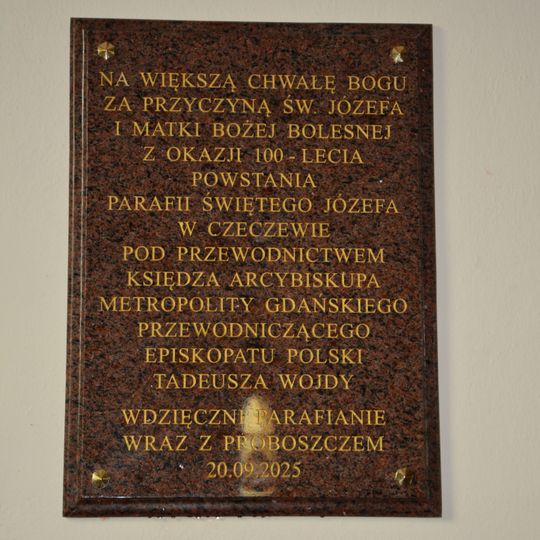 NA WIĘKSZĄ CHWAŁĘ BOGU
ZA PRZYCZYNĄ ŚW. JÓZEFA
I MATKI BOŻEJ BOLESNEJ
Z OKAZJI 100-LECIA
POWSTANIA
PARAFII ŚWIĘTEGO JÓZEFA
W CZECZEWIE
POD PRZEWODNICTWEM
KSIĘDZA ARCYBISKUPA
METROPOLITY GDAŃSKIEGO
PRZEWODNICZĄCEGO
EPISKOPATU POLSKI
TADEUSZA WOJDY
WDZIĘCZNI PARAFIANIE
WRAZ Z PROBOSZCZEM
20.09.2025